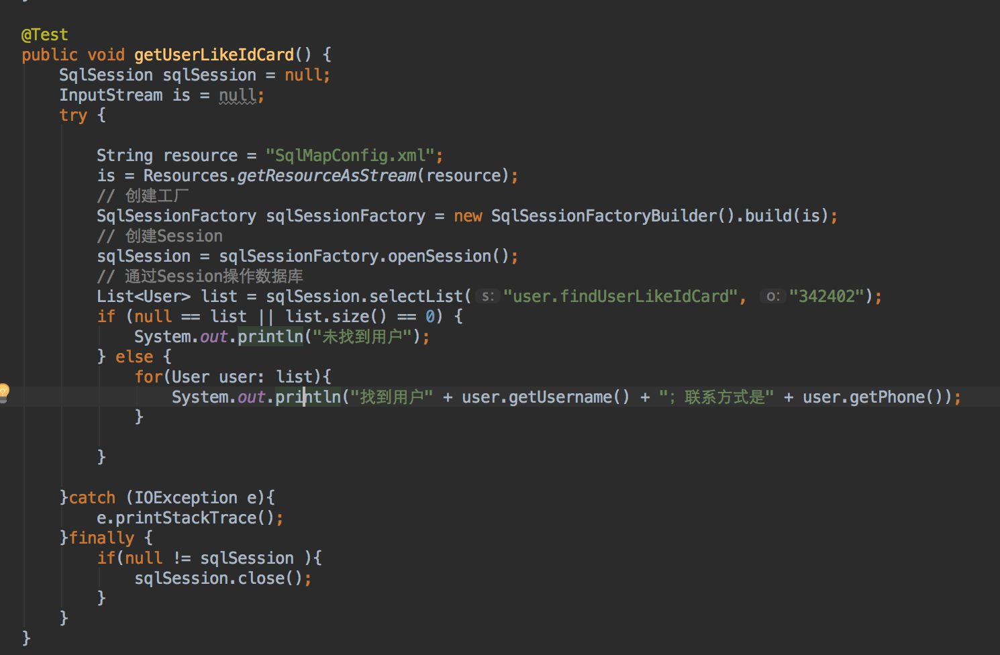 @Test
public void getUserLikeIdCard() {
SqlSession sqlSession = null;
InputStream is = null;
try {
String resource = "SqlMapConfig.xml";
is = Resources.getResourceAsStream(resource);
// 创建工厂
SqlSessionFactory sqlSessionFactory = new SqlSessionFactoryBuilder().build(is);
// 创建Session
sqlSession = sqlSessionFactory.openSession();
// 通过Session操作数据库
List<User> list = sqlSession.selectList( s: "user.findUserLikeIdCard", o: "342402");
if (null == list || list.size() == 0) {
System.out.println("未找到用户");
} else {
for(User user: list){
System.out.println("找到用户" + user.getUsername() + "; 联系方式是" + user.getPhone());
}
}
}catch (IOException e){
e.printStackTrace();
}finally {
if(null != sqlSession ){
sqlSession.close();
}
}
}